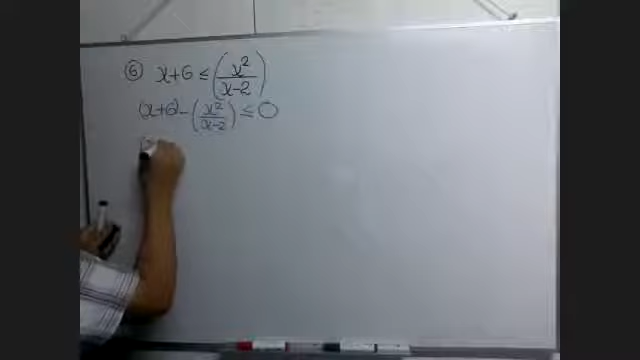 ⑥ x+6 ≤ (x²/(x-2))
(x+6) - (x²/(x-2)) ≤ 0